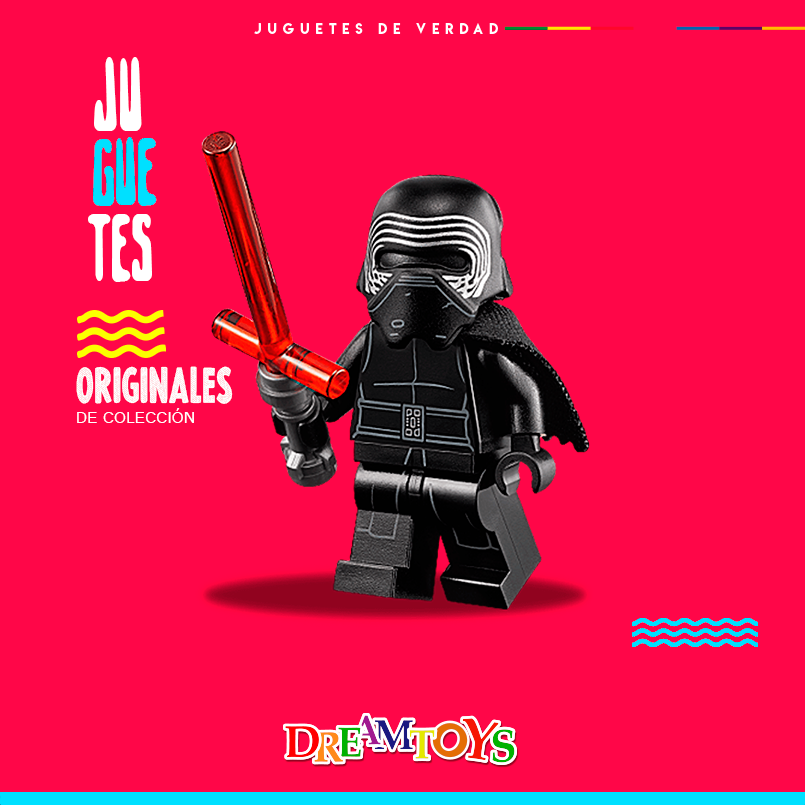 JUGUETES DE VERDAD
JU
GUE
TES
ORIGINALES
DE COLECCIÓN
DREAMTOYS